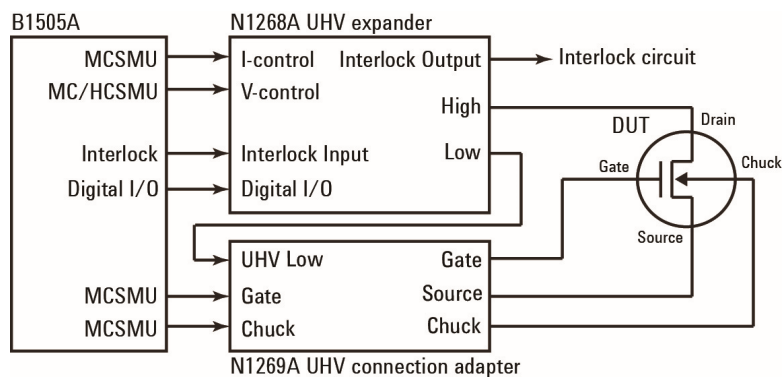 B1505A
N1268A UHV expander
MCSMU
I-control
Interlock Output
Interlock circuit
MC/HCSMU
V-control
High
DUT
Drain
Interlock
Interlock Input
Low
Gate
Chuck
Digital I/O
Digital I/O
Source
UHV Low
Gate
MCSMU
Gate
Source
MCSMU
Chuck
Chuck
N1269A UHV connection adapter